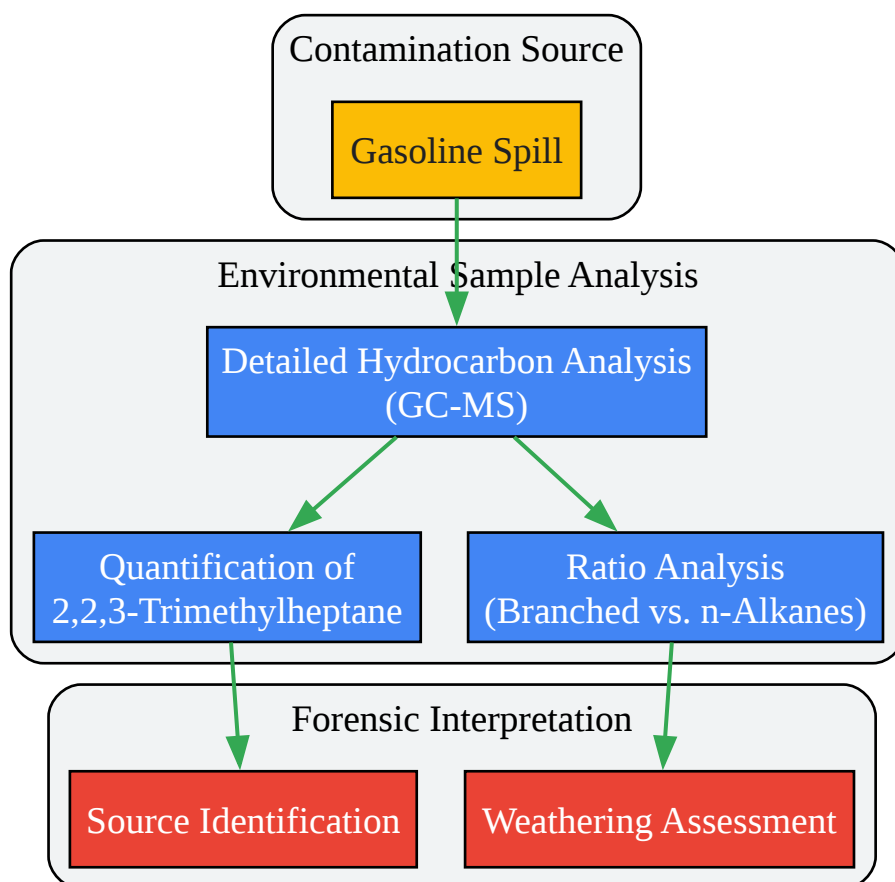 Contamination Source
Gasoline Spill
Environmental Sample Analysis
Detailed Hydrocarbon Analysis
(GC-MS)
Quantification of
2,2,3-Trimethylheptane
Ratio Analysis
(Branched vs. n-Alkanes)
Forensic Interpretation
Source Identification
Weathering Assessment